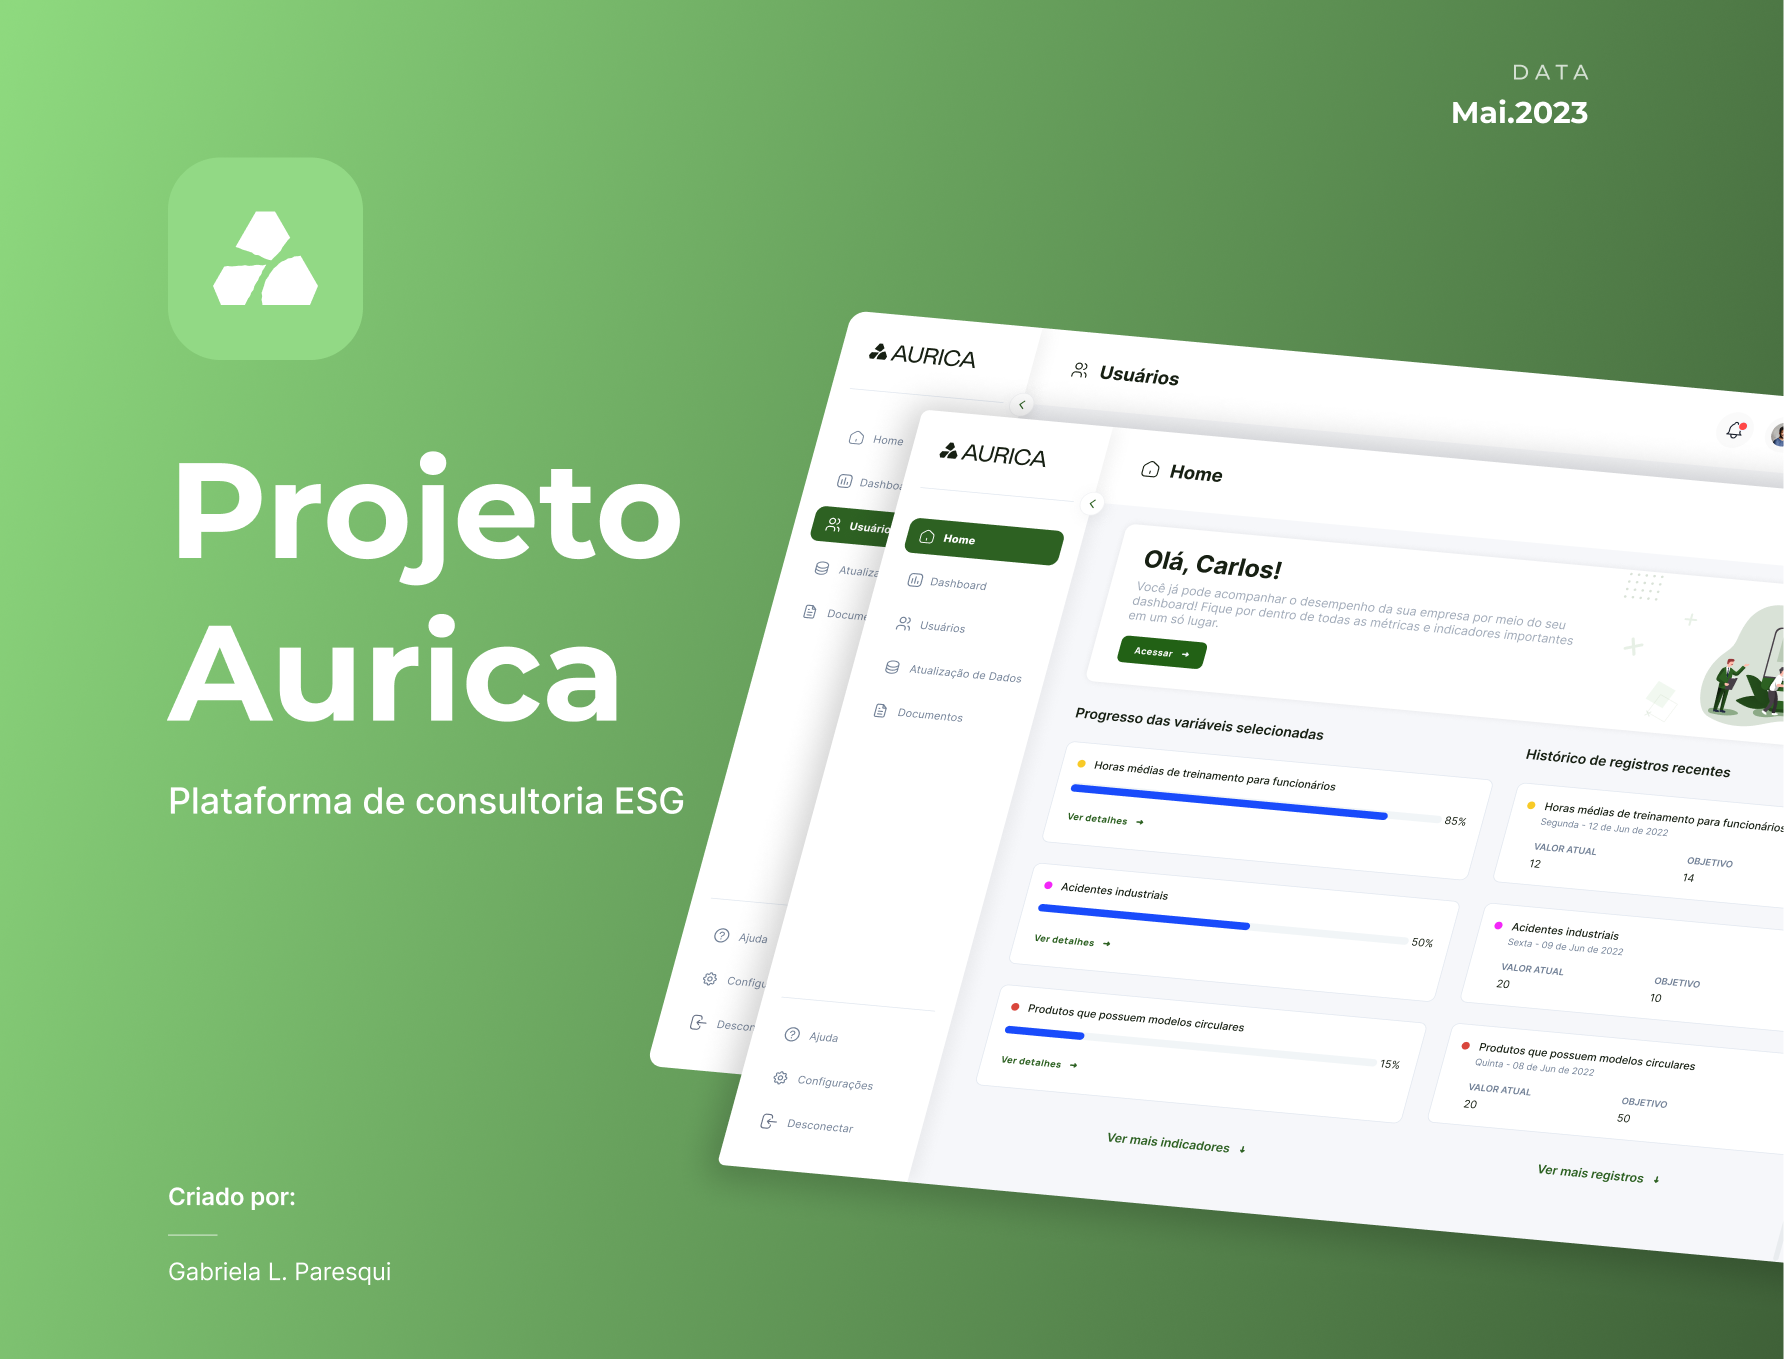 DATA
Mai.2023
Projeto
Aurica
Plataforma de consultoria ESG
Criado por:
Gabriela L. Paresqui
AURICA
Usuários
Home
Usuários
Ajuda
AURICA
Home
Home
Dashboard
Usuários
Atualização de Dados
Documentos
Ajuda
Configurações
Desconectar
Olá, Carlos!
Você já pode acompanhar o desempenho da sua empresa por meio do seu
dashboard! Fique por dentro de todas as métricas e indicadores importantes
em um só lugar.
Acessar
Progresso das variáveis selecionadas
Horas médias de treinamento para funcionários
85%
Ver detalhes
Acidentes industriais
50%
Ver detalhes
Produtos que possuem modelos circulares
15%
Ver detalhes
Ver mais indicadores
Histórico de registros recentes
Horas médias de treinamento para funcionários
Segunda - 12 de Jun de 2022
VALOR ATUAL OBJETIVO
12 14
Acidentes industriais
Sexta - 09 de Jun de 2022
VALOR ATUAL OBJETIVO
20 10
Produtos que possuem modelos circulares
Quinta - 08 de Jun de 2022
VALOR ATUAL OBJETIVO
20 50
Ver mais registros